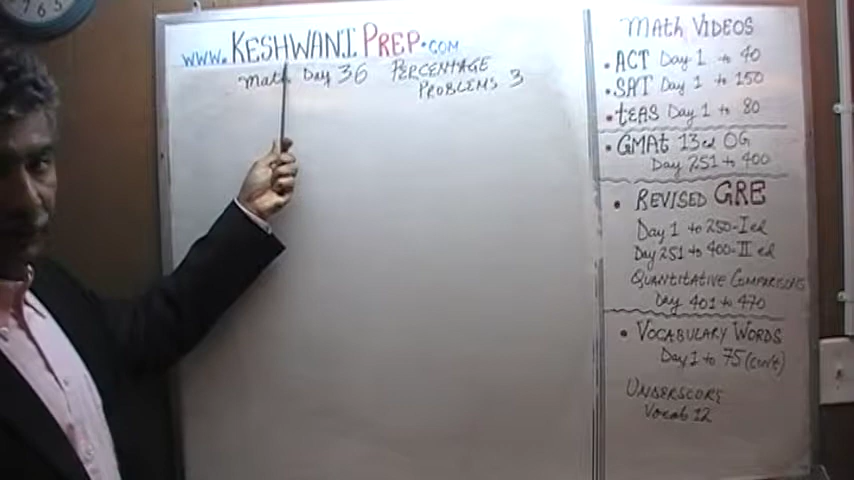 www.KESHWANI PREP.COM
Math Day 36 PERCENTAGE
PROBLEMS 3
Math VIDEOS
• ACT Day 1 to 40
• SAT Day 1 to 150
• tEAS Day 1 to 80
• GMAt 13 ed OG
Day 251 to 400
• REVISED GRE
Day 1 to 250-I ed
Day 251 to 400-II ed
QUANTITATIVE COMPARISONS
Day 401 to 470
• VOCABULARY WORDS
Day 1 to 75 (cont)
UNDERSCORE
Vocab 12